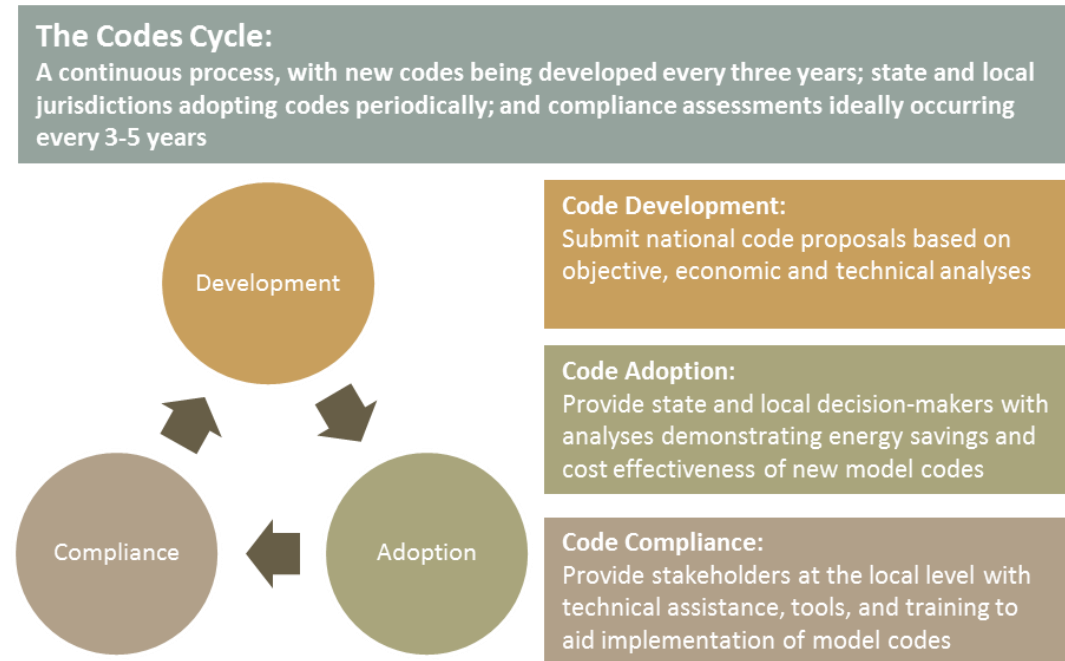 The Codes Cycle:
A continuous process, with new codes being developed every three years; state and local
jurisdictions adopting codes periodically; and compliance assessments ideally occurring
every 3-5 years
Development
Compliance
Adoption
Code Development:
Submit national code proposals based on
objective, economic and technical analyses
Code Adoption:
Provide state and local decision-makers with
analyses demonstrating energy savings and
cost effectiveness of new model codes
Code Compliance:
Provide stakeholders at the local level with
technical assistance, tools, and training to
aid implementation of model codes